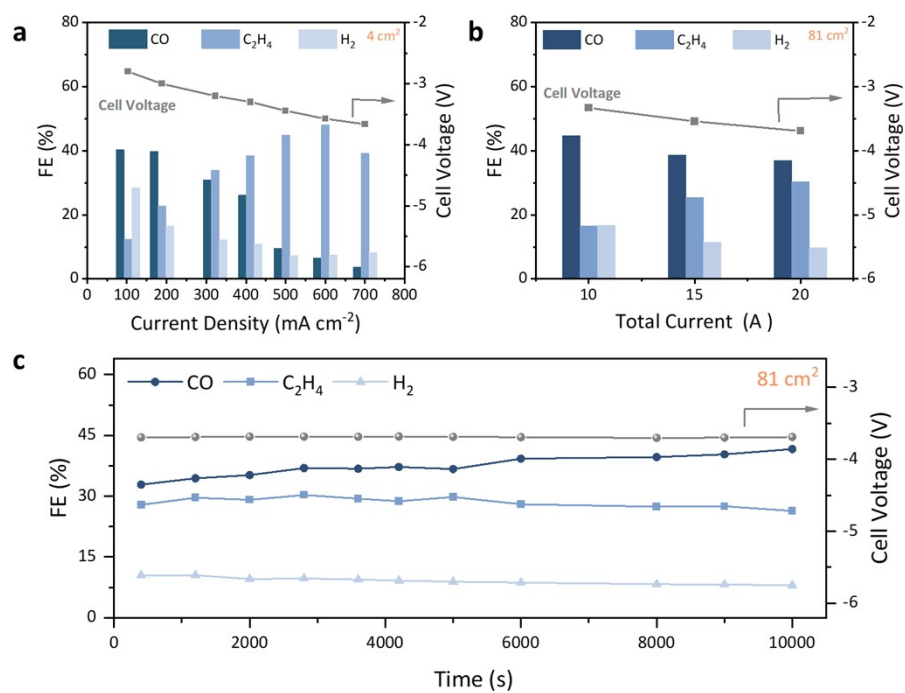 a
CO C₂H₄ H₂ 4 cm²
Cell Voltage
FE (%)
80
60
40
20
0
-2
-3
-4
-5
-6
Cell Voltage (V)
0 100 200 300 400 500 600 700 800
Current Density (mA cm⁻²)
b
CO C₂H₄ H₂ 81 cm²
Cell Voltage
FE (%)
80
60
40
20
0
-2
-3
-4
-5
-6
Cell Voltage (V)
10 15 20
Total Current (A )
c
CO C₂H₄ H₂ 81 cm²
FE (%)
60
45
30
15
0
-3
-4
-5
-6
Cell Voltage (V)
0 2000 4000 6000 8000 10000
Time (s)